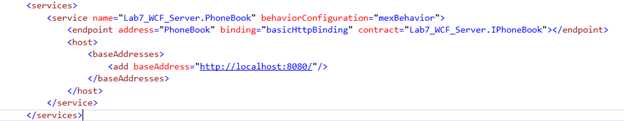 <services>
<service name="Lab7_WCF_Server.PhoneBook" behaviorConfiguration="mexBehavior">
<endpoint address="PhoneBook" binding="basicHttpBinding" contract="Lab7_WCF_Server.IPhoneBook"></endpoint>
<host>
<baseAddresses>
<add baseAddress="http://localhost:8080/"/>
</baseAddresses>
</host>
</service>
</services>